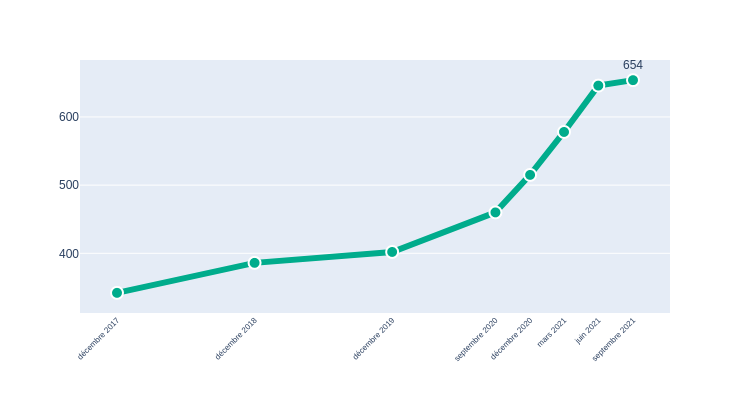 654
600
500
400
décembre 2017
décembre 2018
décembre 2019
septembre 2020
décembre 2020
mars 2021
juin 2021
septembre 2021